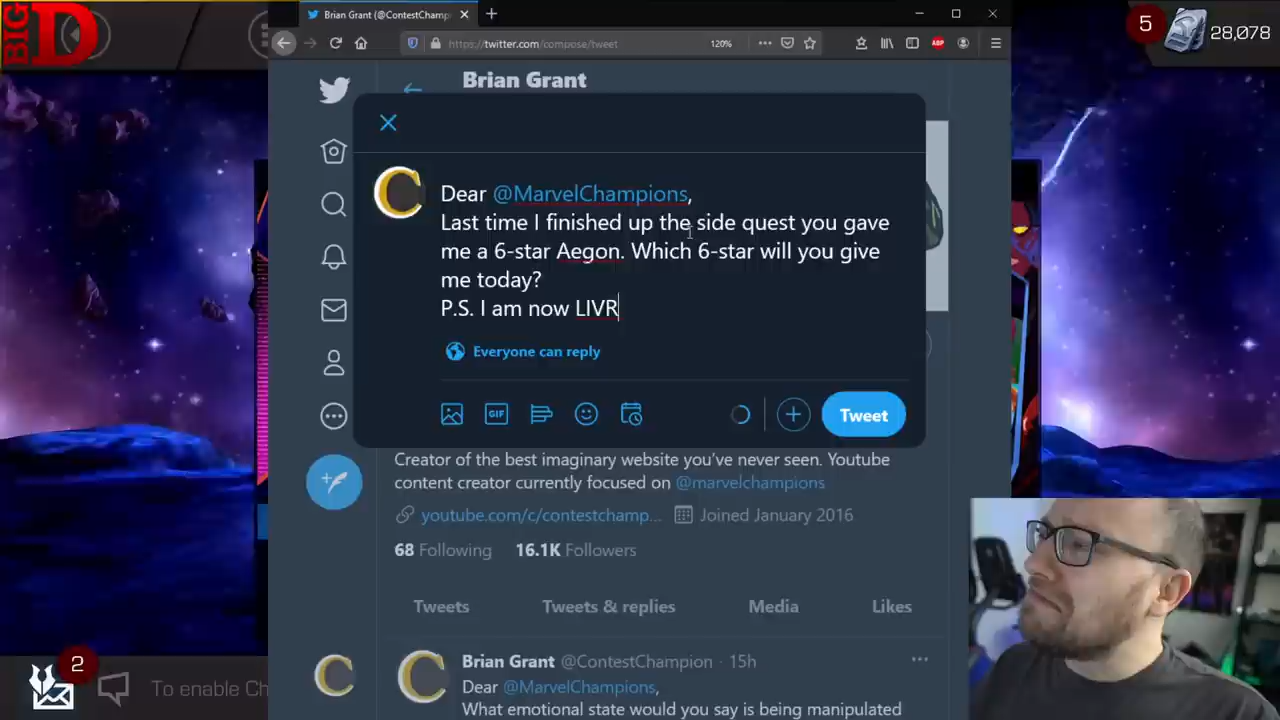 BIG D
Brian Grant (@ContestChamp
5
28,078
https://twitter.com/compose/tweet
120%
ABP
Brian Grant
Dear @MarvelChampions,
Last time I finished up the side quest you gave
me a 6-star Aegon. Which 6-star will you give
me today?
P.S. I am now LIVR
Everyone can reply
GIF
Tweet
Creator of the best imaginary website you've never seen. Youtube
content creator currently focused on @marvelchampions
youtube.com/c/contestchamp...
Joined January 2016
68 Following
16.1K Followers
Tweets
Tweets & replies
Media
Likes
2
To enable Ch
Brian Grant @ContestChampion · 15h
Dear @MarvelChampions,
What emotional state would you say is being manipulated